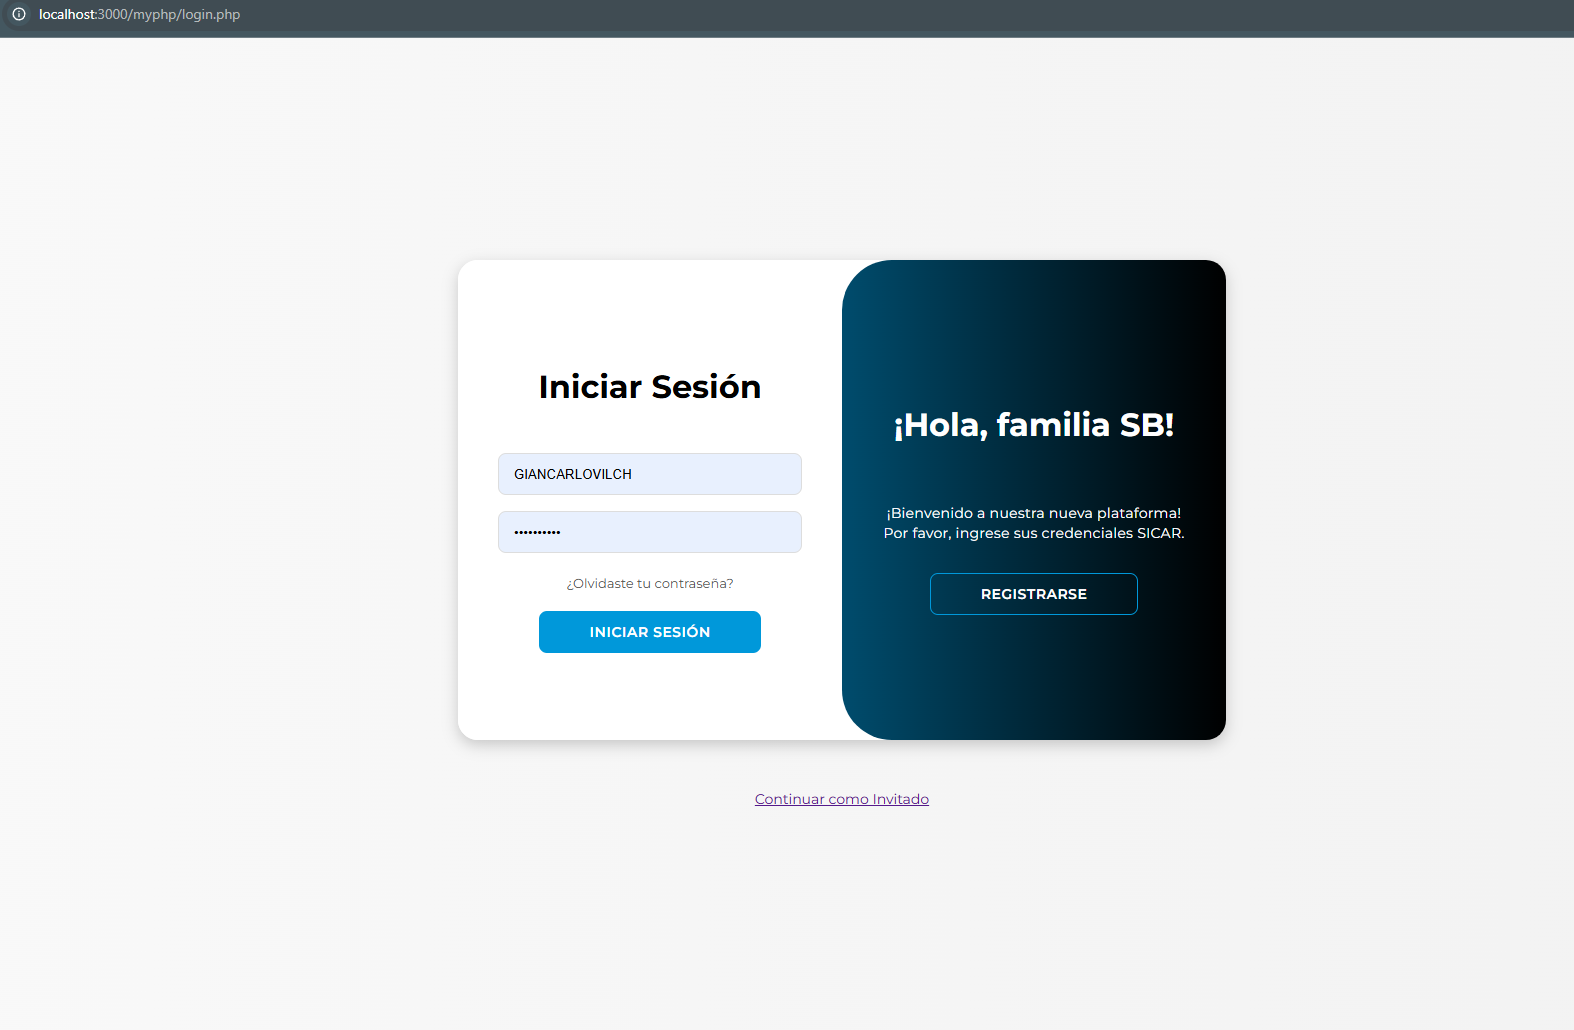 localhost:3000/myphp/login.php
Iniciar Sesión
GIANCARLOVILCH
••••••••••
¿Olvidaste tu contraseña?
INICIAR SESIÓN
¡Hola, familia SB!
¡Bienvenido a nuestra nueva plataforma!
Por favor, ingrese sus credenciales SICAR.
REGISTRARSE
Continuar como Invitado